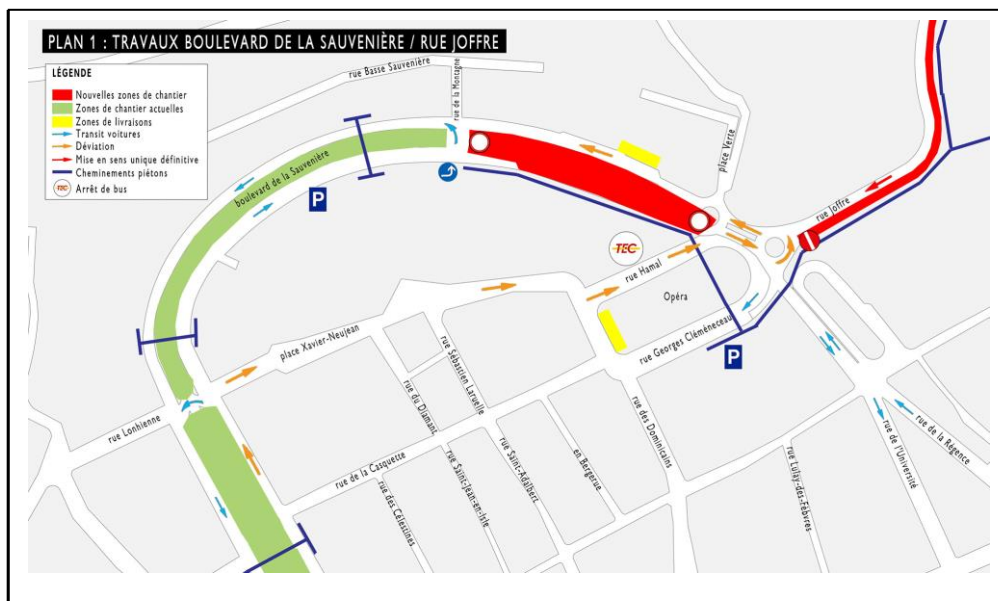 PLAN 1 : TRAVAUX BOULEVARD DE LA SAUVENIÈRE / RUE JOFFRE
LÉGENDE
Nouvelles zones de chantier
Zones de chantier actuelles
Zones de livraisons
Transit voitures
Déviation
Mise en sens unique définitive
Cheminements piétons
TEC Arrêt de bus
rue Basse Sauvenière
rue de la Montagne
place Verte
boulevard de la Sauvenière
P
rue Joffre
TEC
rue Hamal
Opéra
rue Georges Cléméneceau
P
place Xavier-Neujean
rue Sébastien Laruelle
rue du Diamant
rue Lonhienne
rue de la Casquette
rue des Célestines
rue Saint-Jean-en-Isle
rue Saint-Adalbert
en Bergerue
rue des Dominicains
rue Lulay-des-Fèbvres
rue de l'Université
rue de la Régence